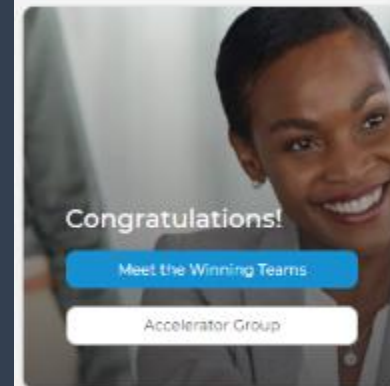 Congratulations!
Meet the Winning Teams
Accelerator Group